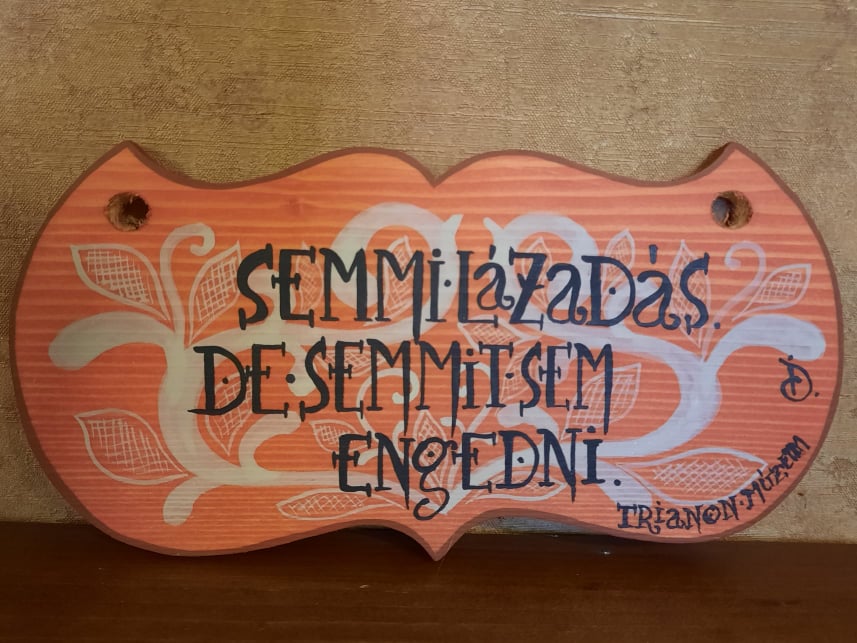 SEMMI·LáZaDáS.
DE·SEMMiT·SEM
ENgEDNi.
TRiaNON·MúzEuM